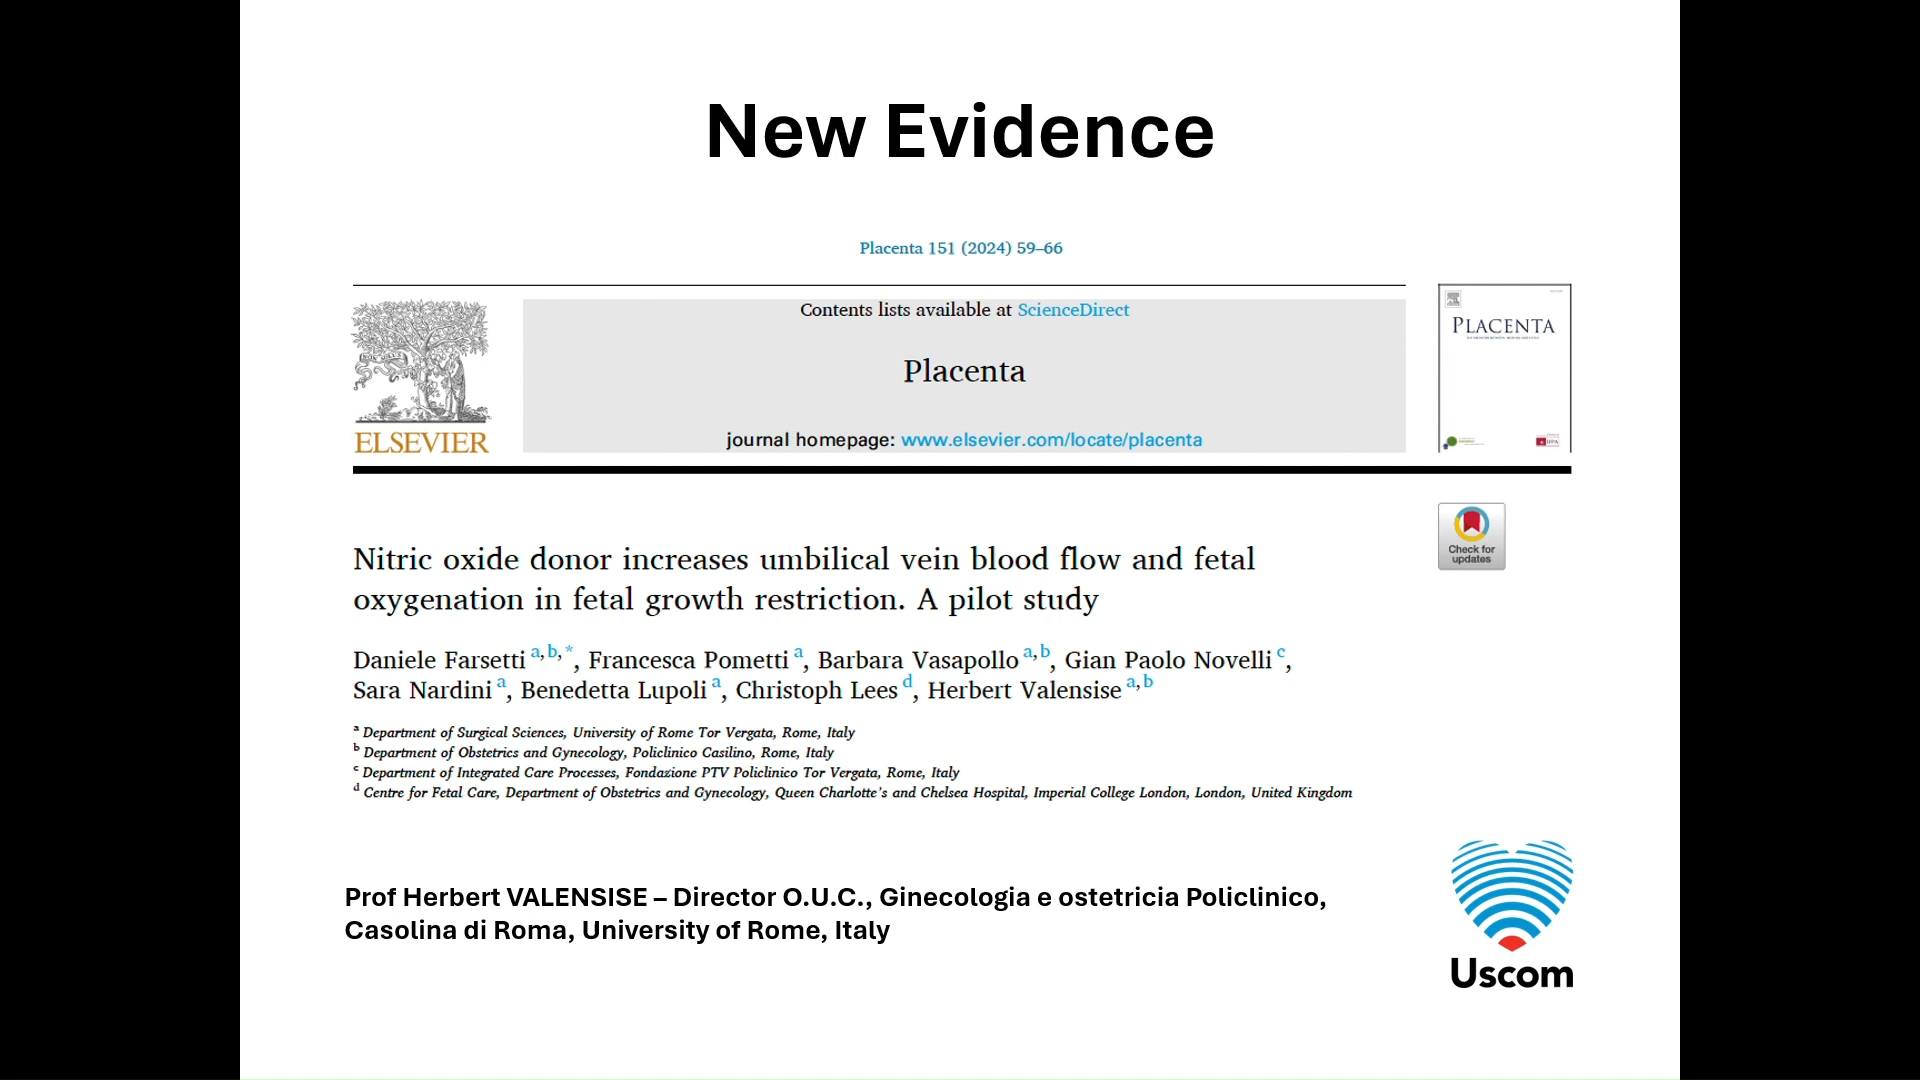 New Evidence
Placenta 151 (2024) 59–66
Contents lists available at ScienceDirect
Placenta
journal homepage: www.elsevier.com/locate/placenta
ELSEVIER
PLACENTA
Check for
updates
Nitric oxide donor increases umbilical vein blood flow and fetal
oxygenation in fetal growth restriction. A pilot study
Daniele Farsetti a,b,*, Francesca Pometti a, Barbara Vasapollo a,b, Gian Paolo Novelli c,
Sara Nardini a, Benedetta Lupoli a, Christoph Lees d, Herbert Valensise a,b
a Department of Surgical Sciences, University of Rome Tor Vergata, Rome, Italy
b Department of Obstetrics and Gynecology, Policlinico Casilino, Rome, Italy
c Department of Integrated Care Processes, Fondazione PTV Policlinico Tor Vergata, Rome, Italy
d Centre for Fetal Care, Department of Obstetrics and Gynecology, Queen Charlotte's and Chelsea Hospital, Imperial College London, London, United Kingdom
Prof Herbert VALENSISE – Director O.U.C., Ginecologia e ostetricia Policlinico,
Casolina di Roma, University of Rome, Italy
Uscom